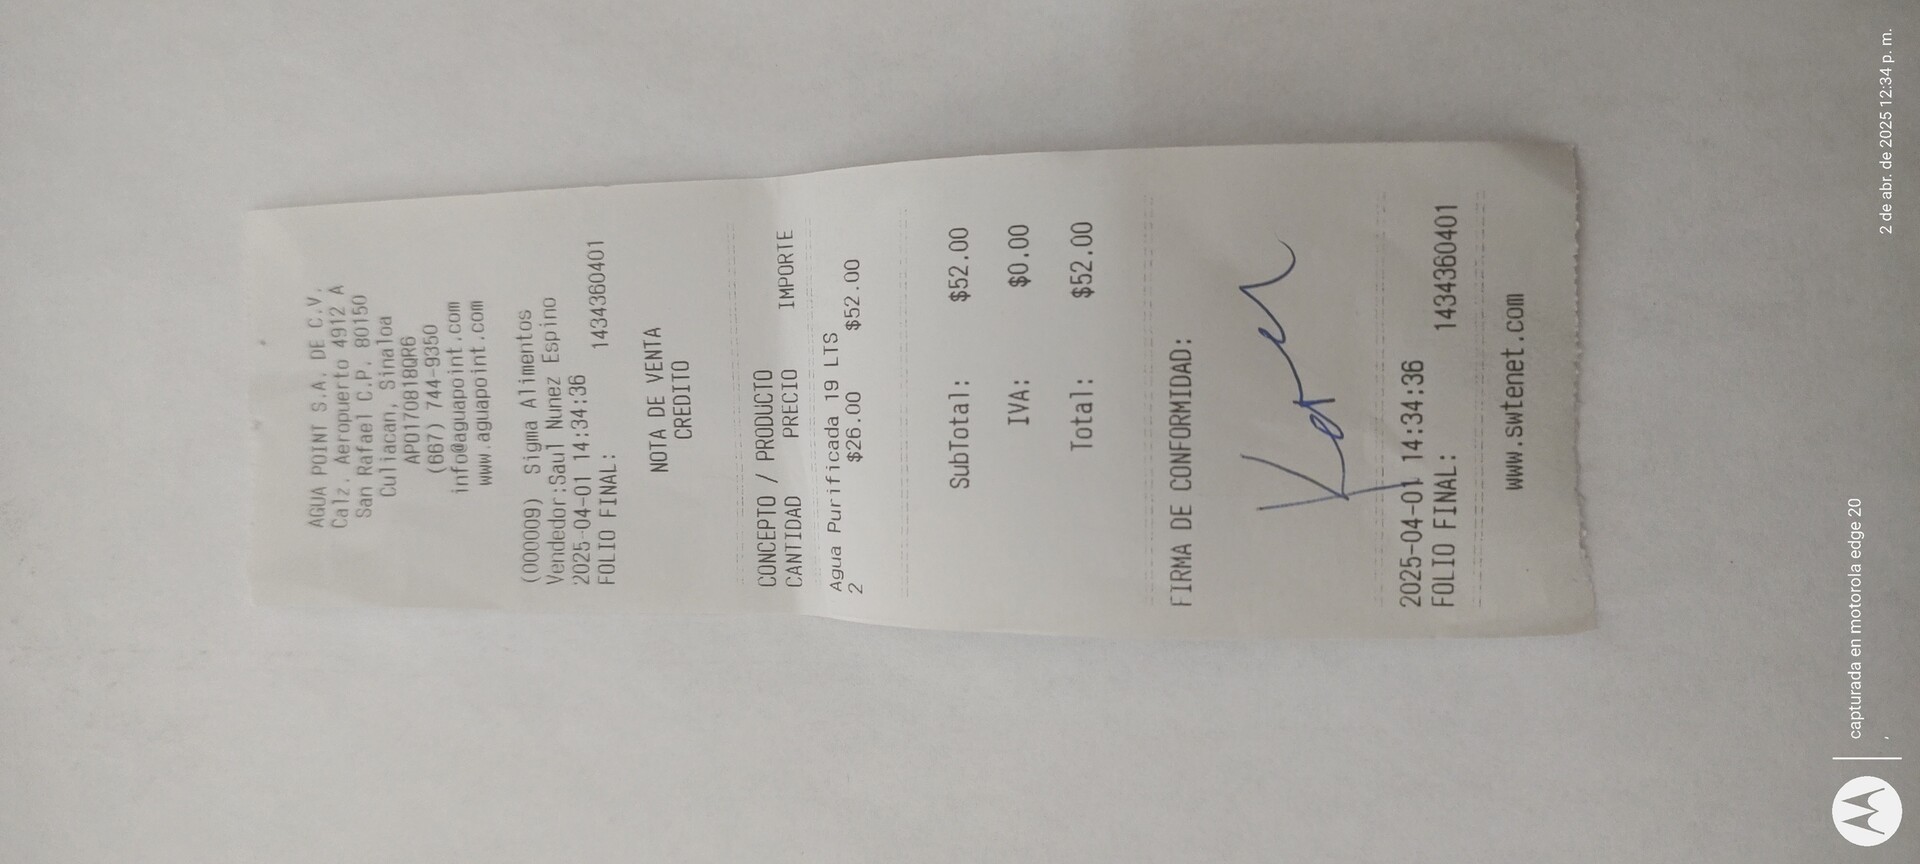 AGUA POINT S.A. DE C.V.
Calz. Aeropuerto 4912 A
San Rafael C.P. 80150
Culiacan, Sinaloa
APO170818QR6
(667) 744-9350
info@aguapoint.com
www.aguapoint.com
(000009) Sigma Alimentos
Vendedor:Saul Nunez Espino
2025-04-01 14:34:36
FOLIO FINAL: 1434360401
NOTA DE VENTA
CREDITO
CONCEPTO / PRODUCTO
CANTIDAD PRECIO IMPORTE
Agua Purificada 19 LTS
2 $26.00 $52.00
SubTotal: $52.00
IVA: $0.00
Total: $52.00
FIRMA DE CONFORMIDAD:
2025-04-01 14:34:36
FOLIO FINAL: 1434360401
www.swtenet.com
capturada en motorola edge 20
2 de abr. de 2025 12:34 p. m.